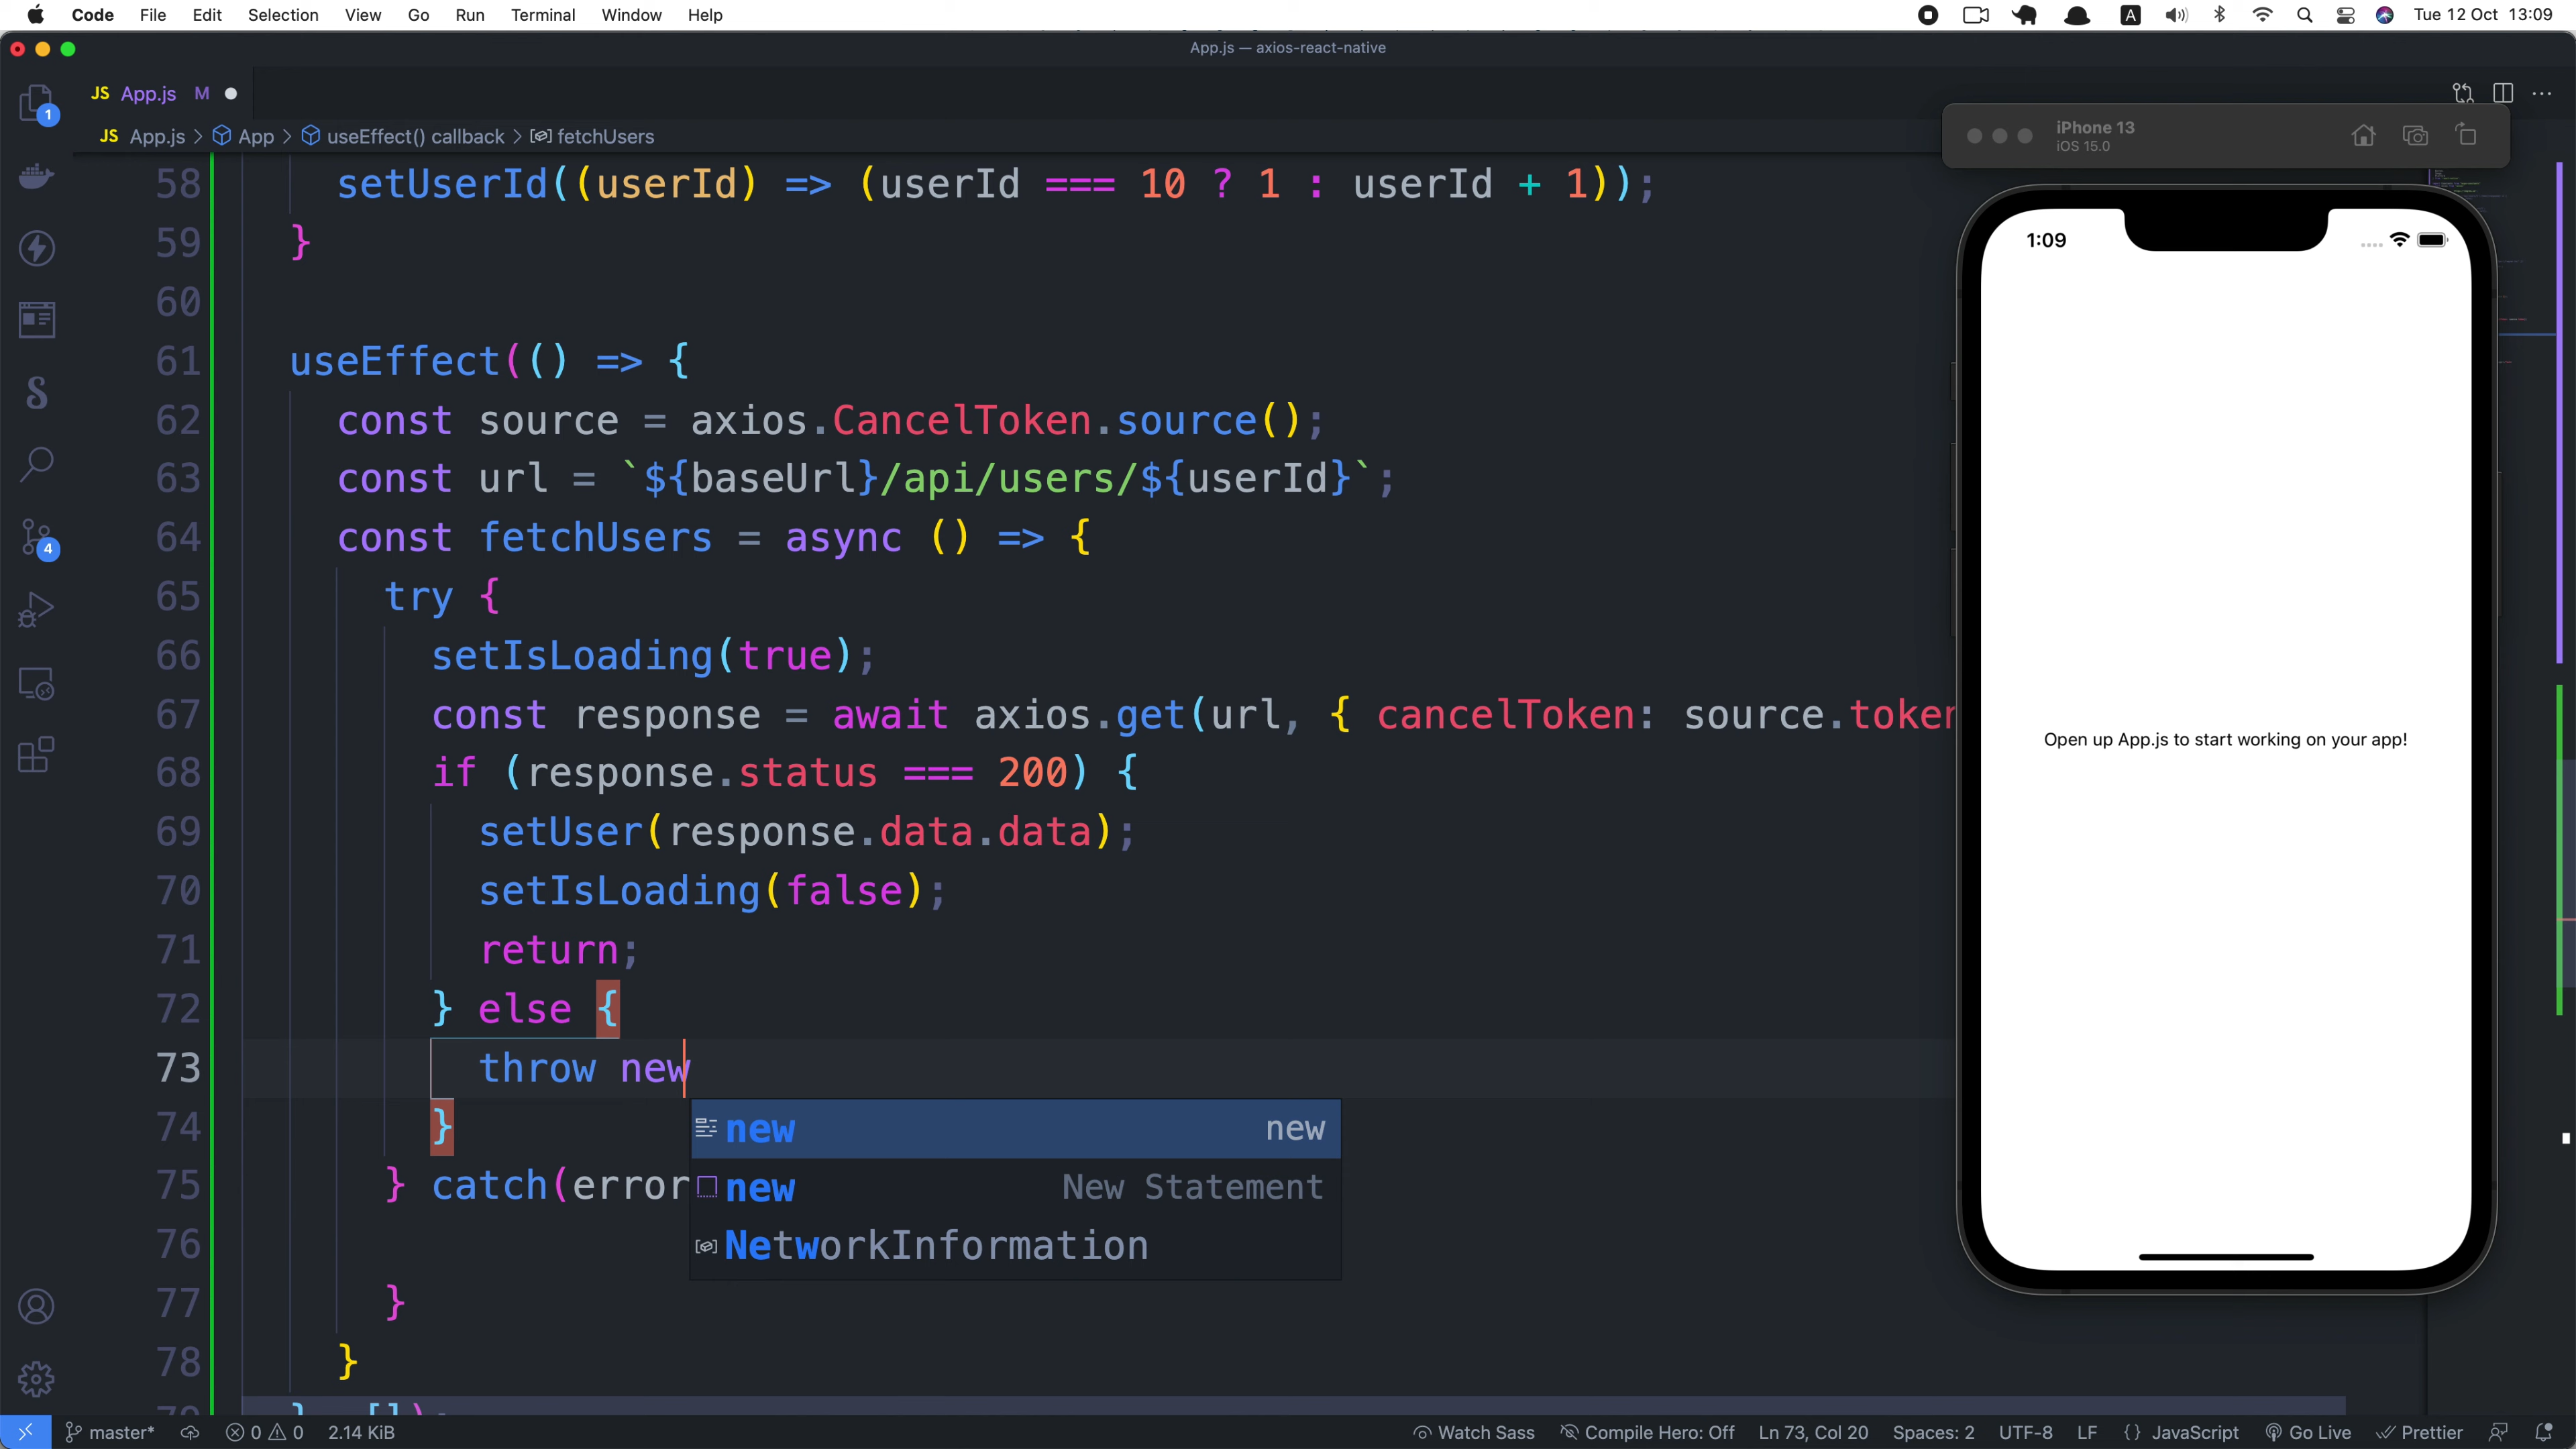 Code File Edit Selection View Go Run Terminal Window Help A Tue 12 Oct 13:09
App.js — axios-react-native
JS App.js M
JS App.js > App > useEffect() callback > fetchUsers
1
4
iPhone 13
iOS 15.0
1:09
Open up App.js to start working on your app!
58 setUserId((userId) => (userId === 10 ? 1 : userId + 1));
59 }
60
61 useEffect(() => {
62 const source = axios.CancelToken.source();
63 const url = `${baseUrl}/api/users/${userId}`;
64 const fetchUsers = async () => {
65 try {
66 setIsLoading(true);
67 const response = await axios.get(url, { cancelToken: source.token
68 if (response.status === 200) {
69 setUser(response.data.data);
70 setIsLoading(false);
71 return;
72 } else {
73 throw new
74 }
new new
75 } catch(error
new New Statement
76
NetworkInformation
77 }
78 }
79 }, []);
master* 0 0 2.14 KiB Watch Sass Compile Hero: Off Ln 73, Col 20 Spaces: 2 UTF-8 LF {} JavaScript Go Live Prettier